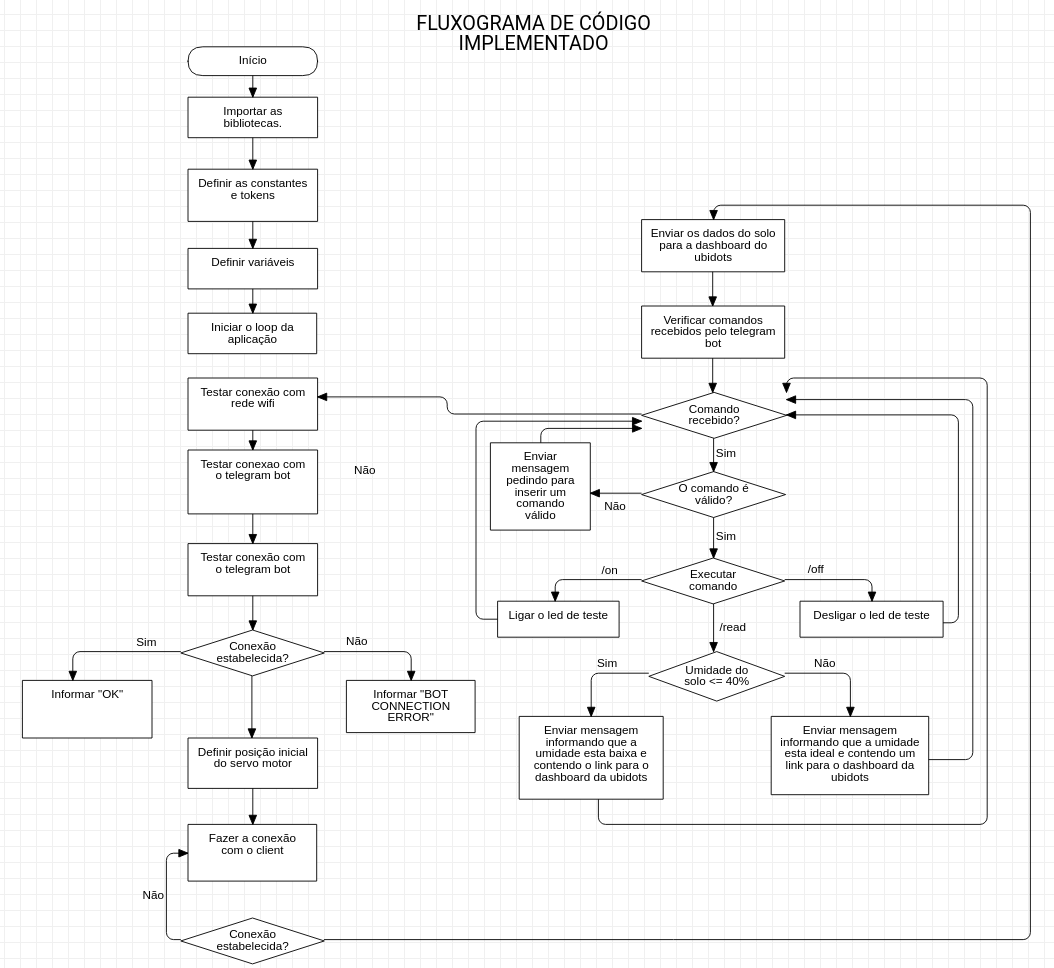 FLUXOGRAMA DE CÓDIGO
IMPLEMENTADO
Início
Importar as
bibliotecas.
Definir as constantes
e tokens
Definir variáveis
Iniciar o loop da
aplicação
Testar conexão com
rede wifi
Testar conexao com
o telegram bot
Não
Testar conexão com
o telegram bot
Conexão
estabelecida?
Sim
Não
Informar "OK"
Informar "BOT
CONNECTION
ERROR"
Definir posição inicial
do servo motor
Fazer a conexão
com o client
Não
Conexão
estabelecida?
Enviar os dados do solo
para a dashboard do
ubidots
Verificar comandos
recebidos pelo telegram
bot
Comando
recebido?
Sim
O comando é
válido?
Não
Enviar
mensagem
pedindo para
inserir um
comando
válido
Sim
Executar
comando
/on
/off
Ligar o led de teste
Desligar o led de teste
/read
Umidade do
solo <= 40%
Sim
Não
Enviar mensagem
informando que a
umidade esta baixa e
contendo o link para o
dashboard da ubidots
Enviar mensagem
informando que a umidade
esta ideal e contendo um
link para o dashboard da
ubidots